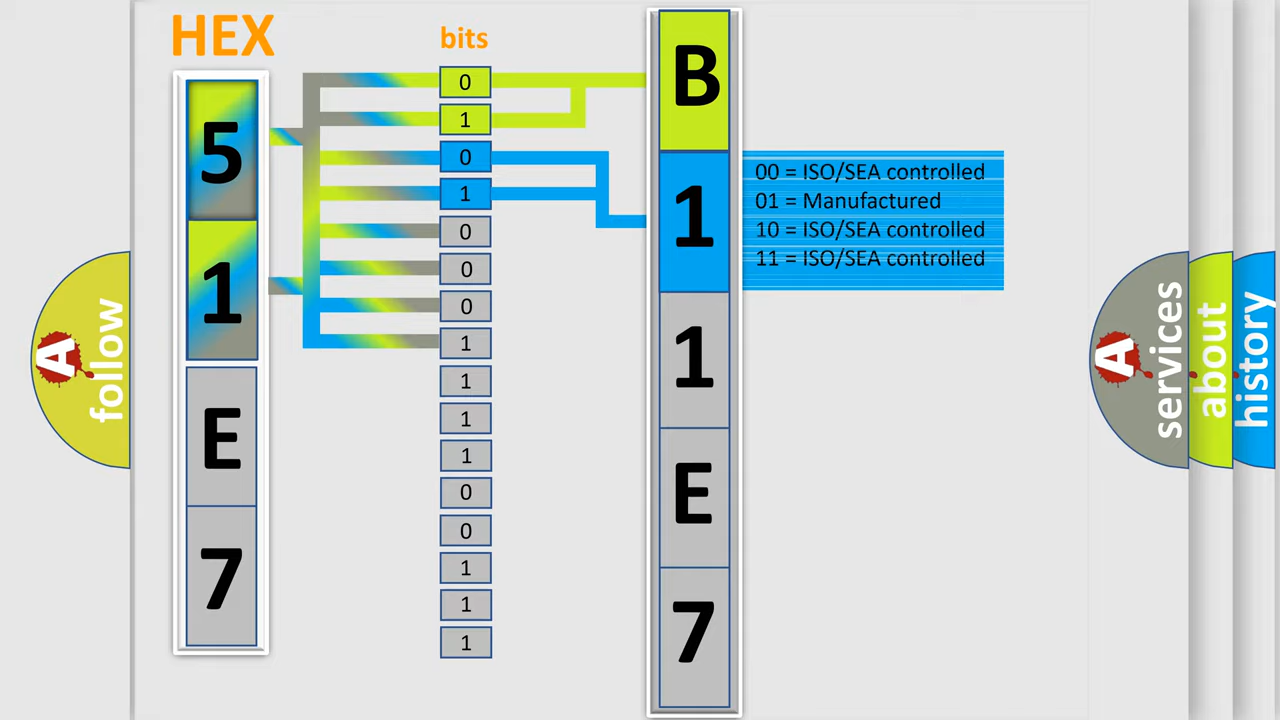 HEX
bits
5
1
E
7
0
1
0
1
0
0
0
1
1
1
1
0
0
1
1
1
B
1
1
E
7
00 = ISO/SEA controlled
01 = Manufactured
10 = ISO/SEA controlled
11 = ISO/SEA controlled
A
follow
A
services
about
history